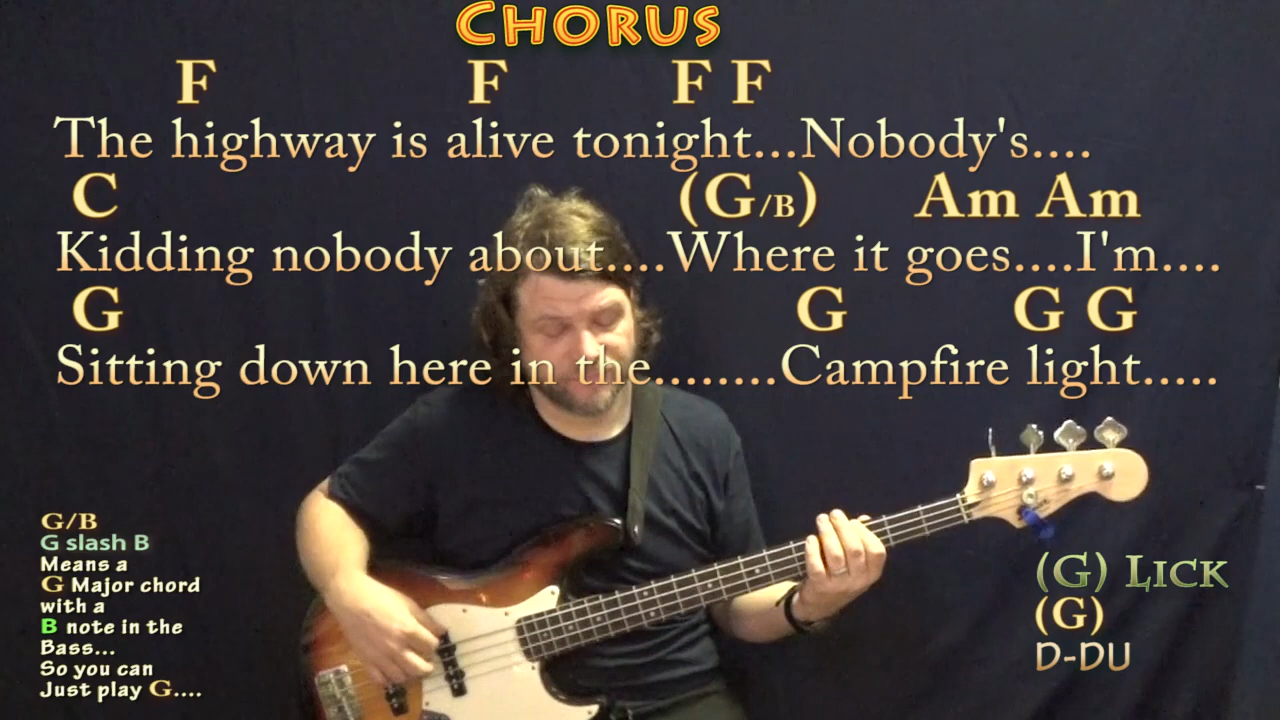 CHORUS
F F F F
The highway is alive tonight...Nobody's....
C (G/B) Am Am
Kidding nobody about....Where it goes....I'm....
G G G G
Sitting down here in the........Campfire light.....
G/B
G slash B
Means a
G Major chord
with a
B note in the
Bass...
So you can
Just play G....
(G) LICK
(G)
D-DU